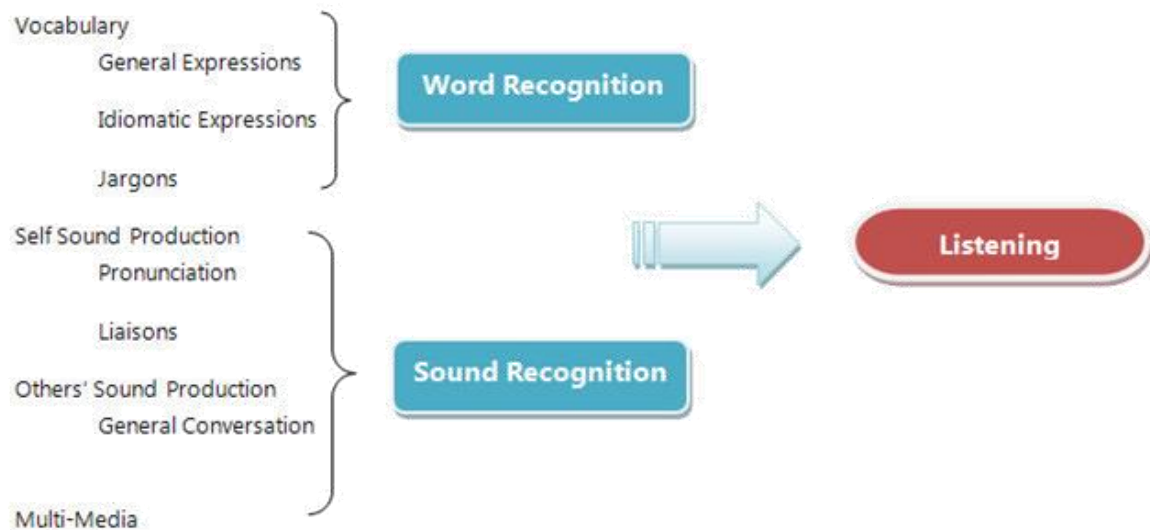 Vocabulary
General Expressions
Idiomatic Expressions
Jargons
Word Recognition
Self Sound Production
Pronunciation
Liaisons
Others' Sound Production
General Conversation
Multi-Media
Sound Recognition
Listening